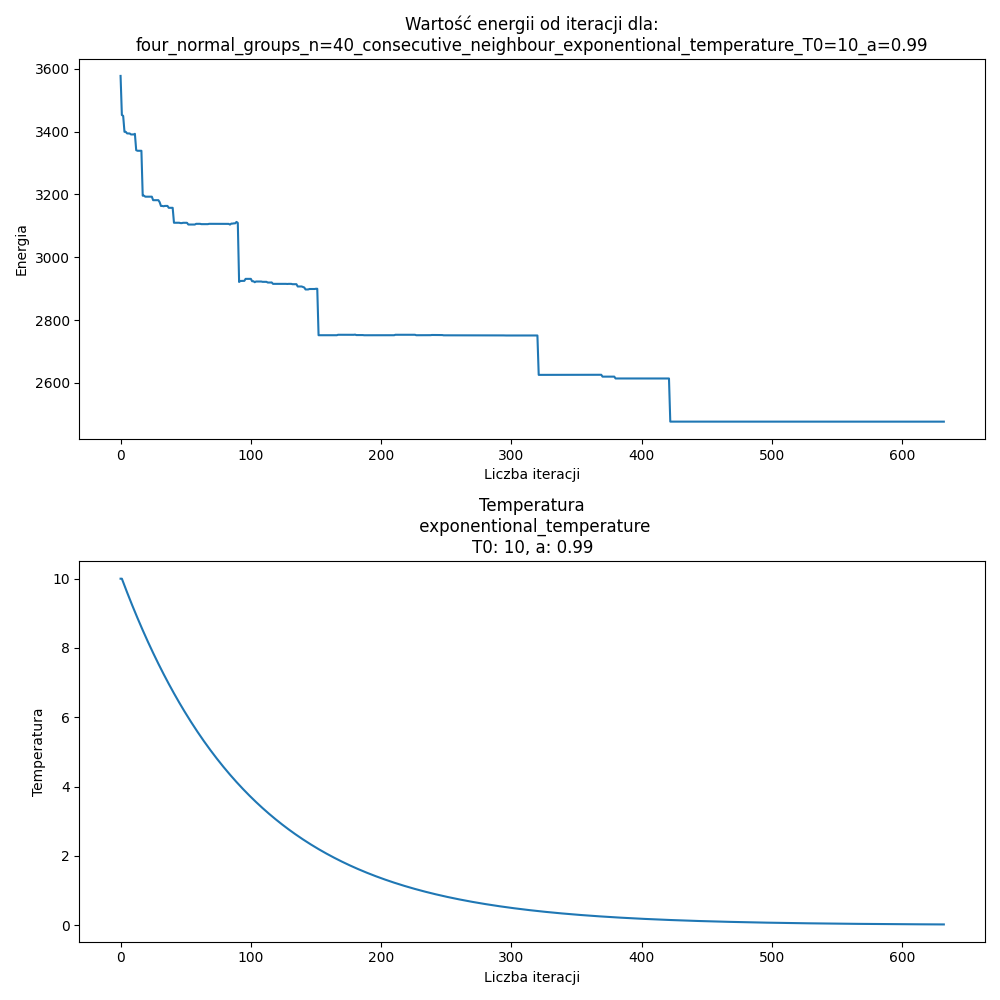 Wartość energii od iteracji dla:
four_normal_groups_n=40_consecutive_neighbour_exponentional_temperature_T0=10_a=0.99
3600
3400
3200
3000
2800
2600
Energia
0 100 200 300 400 500 600
Liczba iteracji
Temperatura
exponentional_temperature
T0: 10, a: 0.99
10
8
6
4
2
0
Temperatura
0 100 200 300 400 500 600
Liczba iteracji